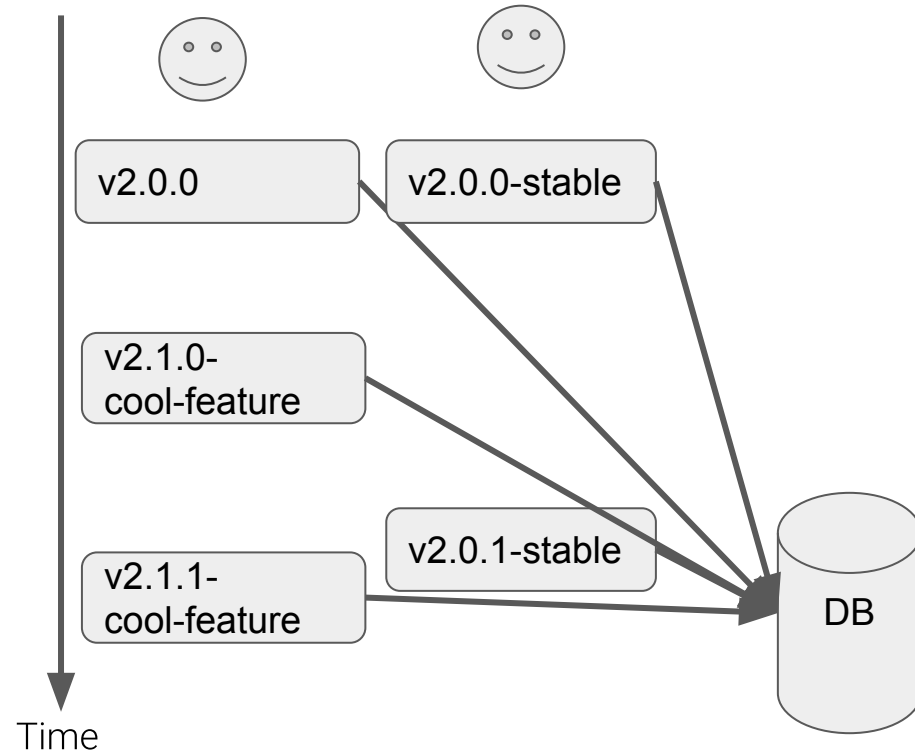 v2.0.0
v2.0.0-stable
v2.1.0-
cool-feature
v2.0.1-stable
v2.1.1-
cool-feature
DB
Time